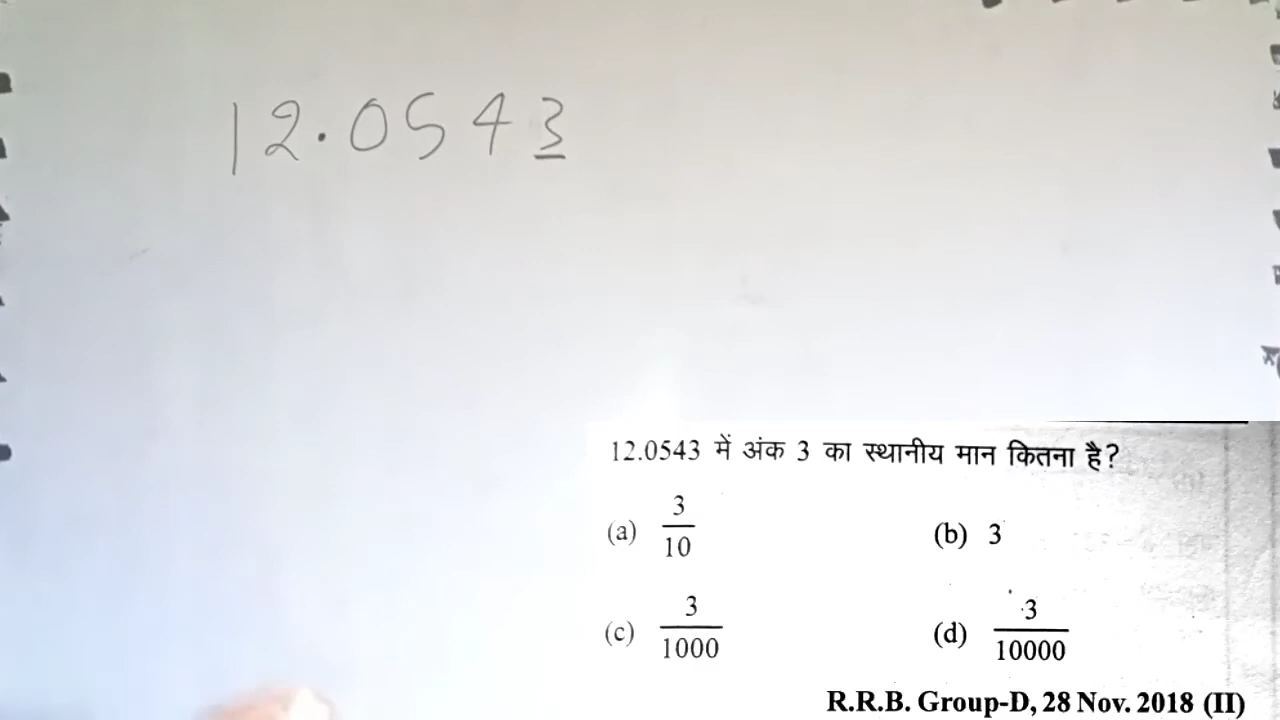 12.0543
12.0543 में अंक 3 का स्थानीय मान कितना है?
(a) 3/10 (b) 3
(c) 3/1000 (d) 3/10000
R.R.B. Group-D, 28 Nov. 2018 (II)